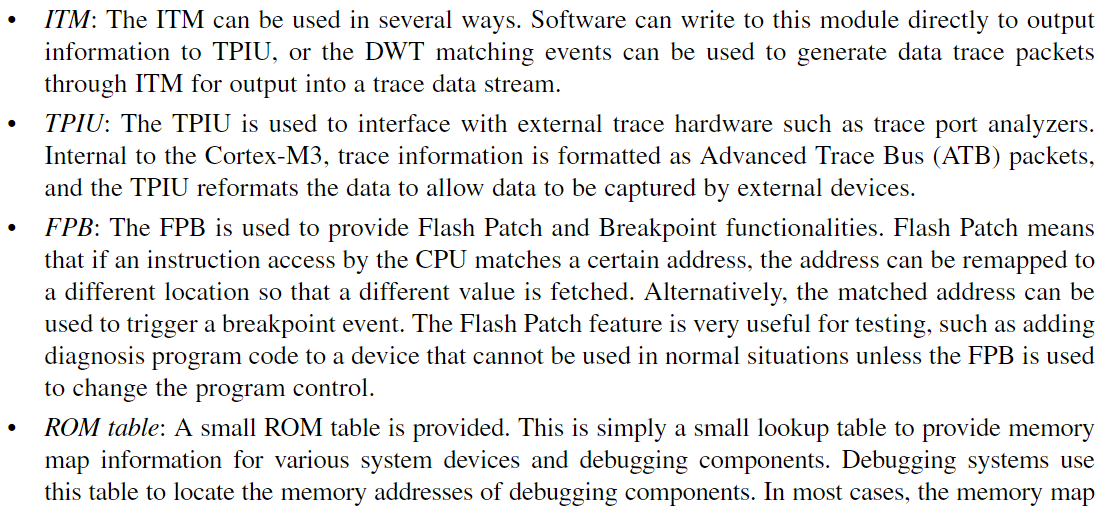 • ITM: The ITM can be used in several ways. Software can write to this module directly to output
information to TPIU, or the DWT matching events can be used to generate data trace packets
through ITM for output into a trace data stream.
• TPIU: The TPIU is used to interface with external trace hardware such as trace port analyzers.
Internal to the Cortex-M3, trace information is formatted as Advanced Trace Bus (ATB) packets,
and the TPIU reformats the data to allow data to be captured by external devices.
• FPB: The FPB is used to provide Flash Patch and Breakpoint functionalities. Flash Patch means
that if an instruction access by the CPU matches a certain address, the address can be remapped to
a different location so that a different value is fetched. Alternatively, the matched address can be
used to trigger a breakpoint event. The Flash Patch feature is very useful for testing, such as adding
diagnosis program code to a device that cannot be used in normal situations unless the FPB is used
to change the program control.
• ROM table: A small ROM table is provided. This is simply a small lookup table to provide memory
map information for various system devices and debugging components. Debugging systems use
this table to locate the memory addresses of debugging components. In most cases, the memory map